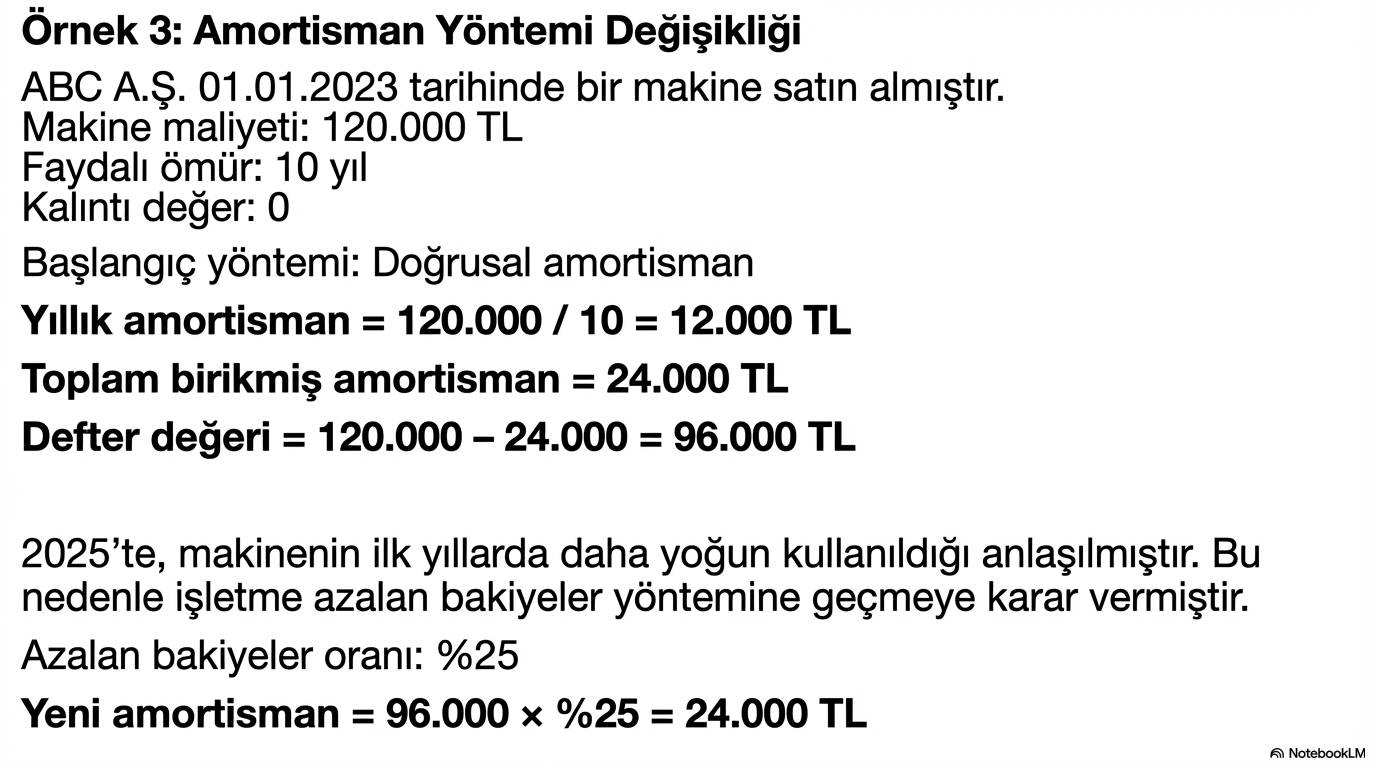 Örnek 3: Amortisman Yöntemi Değişikliği
ABC A.Ş. 01.01.2023 tarihinde bir makine satın almıştır.
Makine maliyeti: 120.000 TL
Faydalı ömür: 10 yıl
Kalıntı değer: 0
Başlangıç yöntemi: Doğrusal amortisman
Yıllık amortisman = 120.000 / 10 = 12.000 TL
Toplam birikmiş amortisman = 24.000 TL
Defter değeri = 120.000 – 24.000 = 96.000 TL
2025’te, makinenin ilk yıllarda daha yoğun kullanıldığı anlaşılmıştır. Bu
nedenle işletme azalan bakiyeler yöntemine geçmeye karar vermiştir.
Azalan bakiyeler oranı: %25
Yeni amortisman = 96.000 × %25 = 24.000 TL
NotebookLM